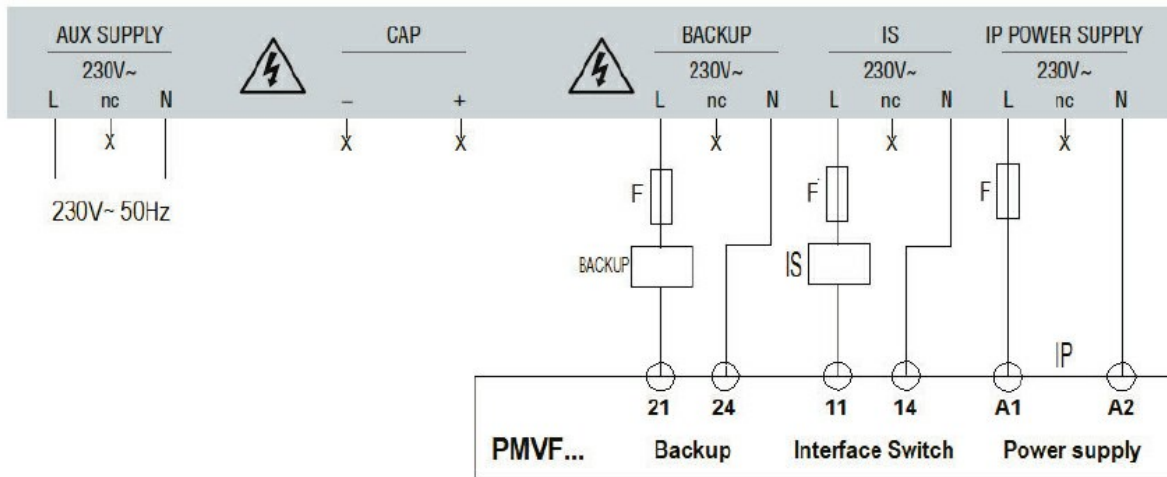 AUX SUPPLY CAP BACKUP IS IP POWER SUPPLY
230V~ 230V~ 230V~ 230V~
L nc N – + L nc N L nc N L nc N
X X X X X X
230V~ 50Hz
F F F
BACKUP IS
IP
21 24 11 14 A1 A2
PMVF... Backup Interface Switch Power supply